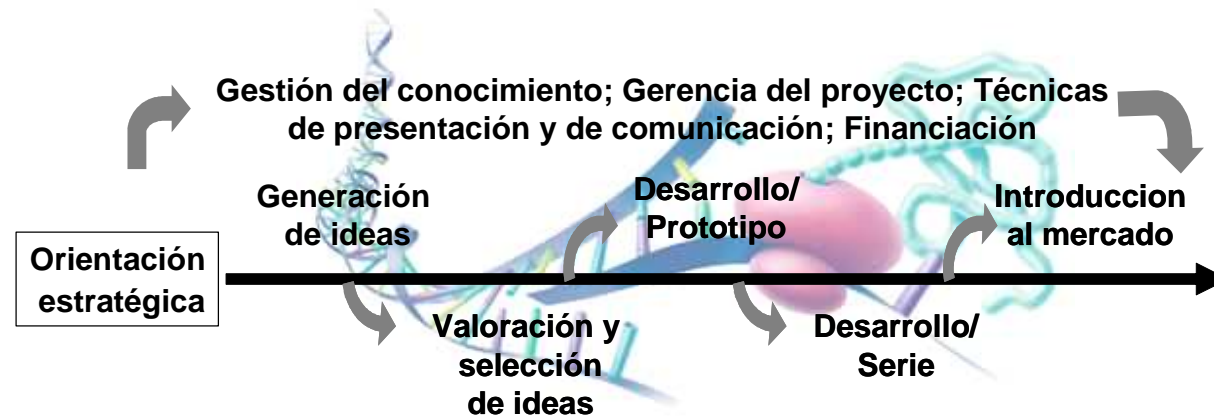 Gestión del conocimiento; Gerencia del proyecto; Técnicas
de presentación y de comunicación; Financiación
Generación
de ideas
Desarrollo/
Prototipo
Introduccion
al mercado
Orientación
estratégica
Valoración y
selección
de ideas
Desarrollo/
Serie